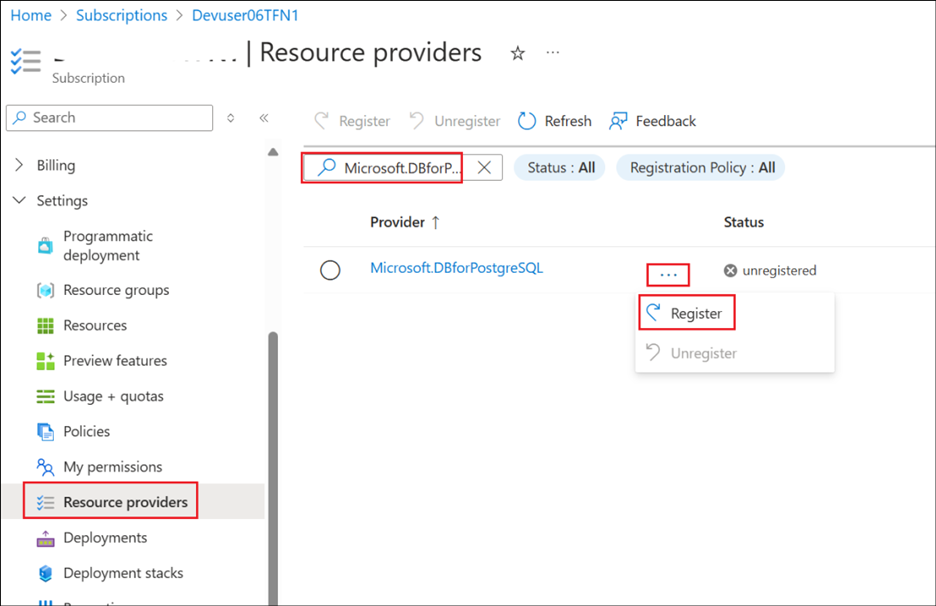 Home > Subscriptions > Devuser06TFN1
| Resource providers ...
Subscription
Search
Register Unregister Refresh Feedback
Billing
Settings
Programmatic
deployment
Resource groups
Resources
Preview features
Usage + quotas
Policies
My permissions
Resource providers
Deployments
Deployment stacks
Microsoft.DBforP... Status : All Registration Policy : All
Provider ↑ Status
Microsoft.DBforPostgreSQL ... unregistered
Register
Unregister